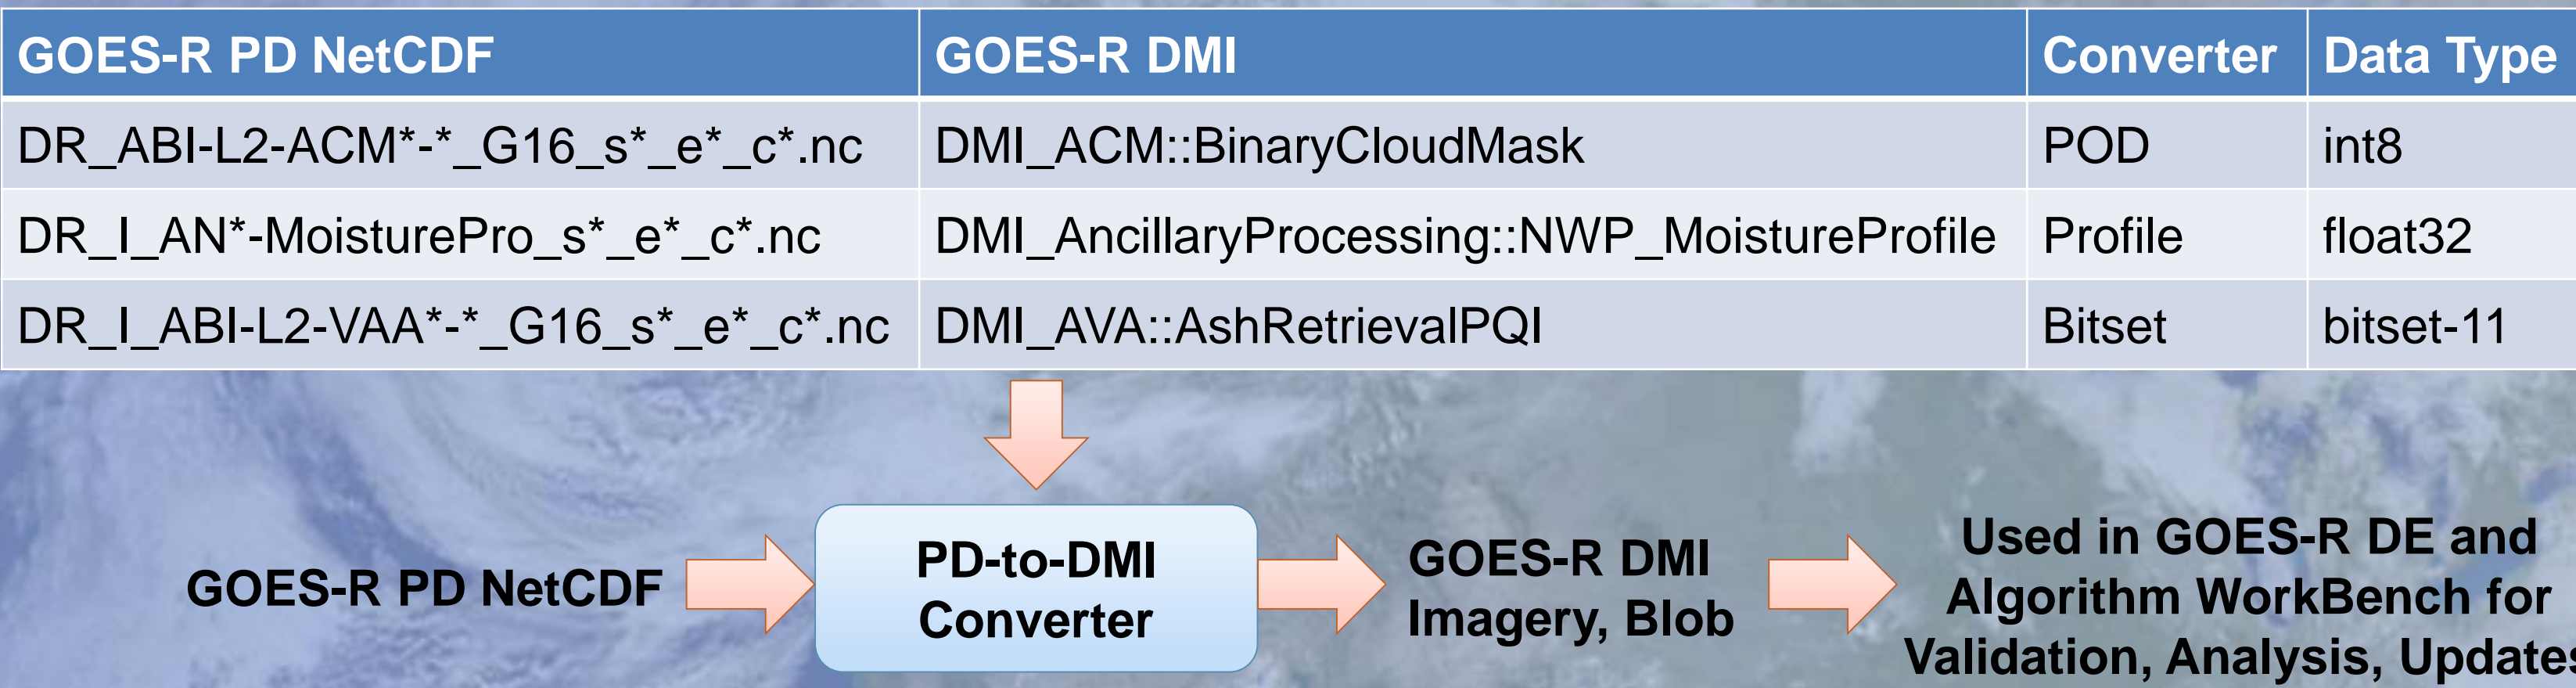 GOES-R PD NetCDF GOES-R DMI Converter Data Type
DR_ABI-L2-ACM*-*_G16_s*_e*_c*.nc DMI_ACM::BinaryCloudMask POD int8
DR_I_AN*-MoisturePro_s*_e*_c*.nc DMI_AncillaryProcessing::NWP_MoistureProfile Profile float32
DR_I_ABI-L2-VAA*-*_G16_s*_e*_c*.nc DMI_AVA::AshRetrievalPQI Bitset bitset-11
GOES-R PD NetCDF
PD-to-DMI
Converter
GOES-R DMI
Imagery, Blob
Used in GOES-R DE and
Algorithm WorkBench for
Validation, Analysis, Updates